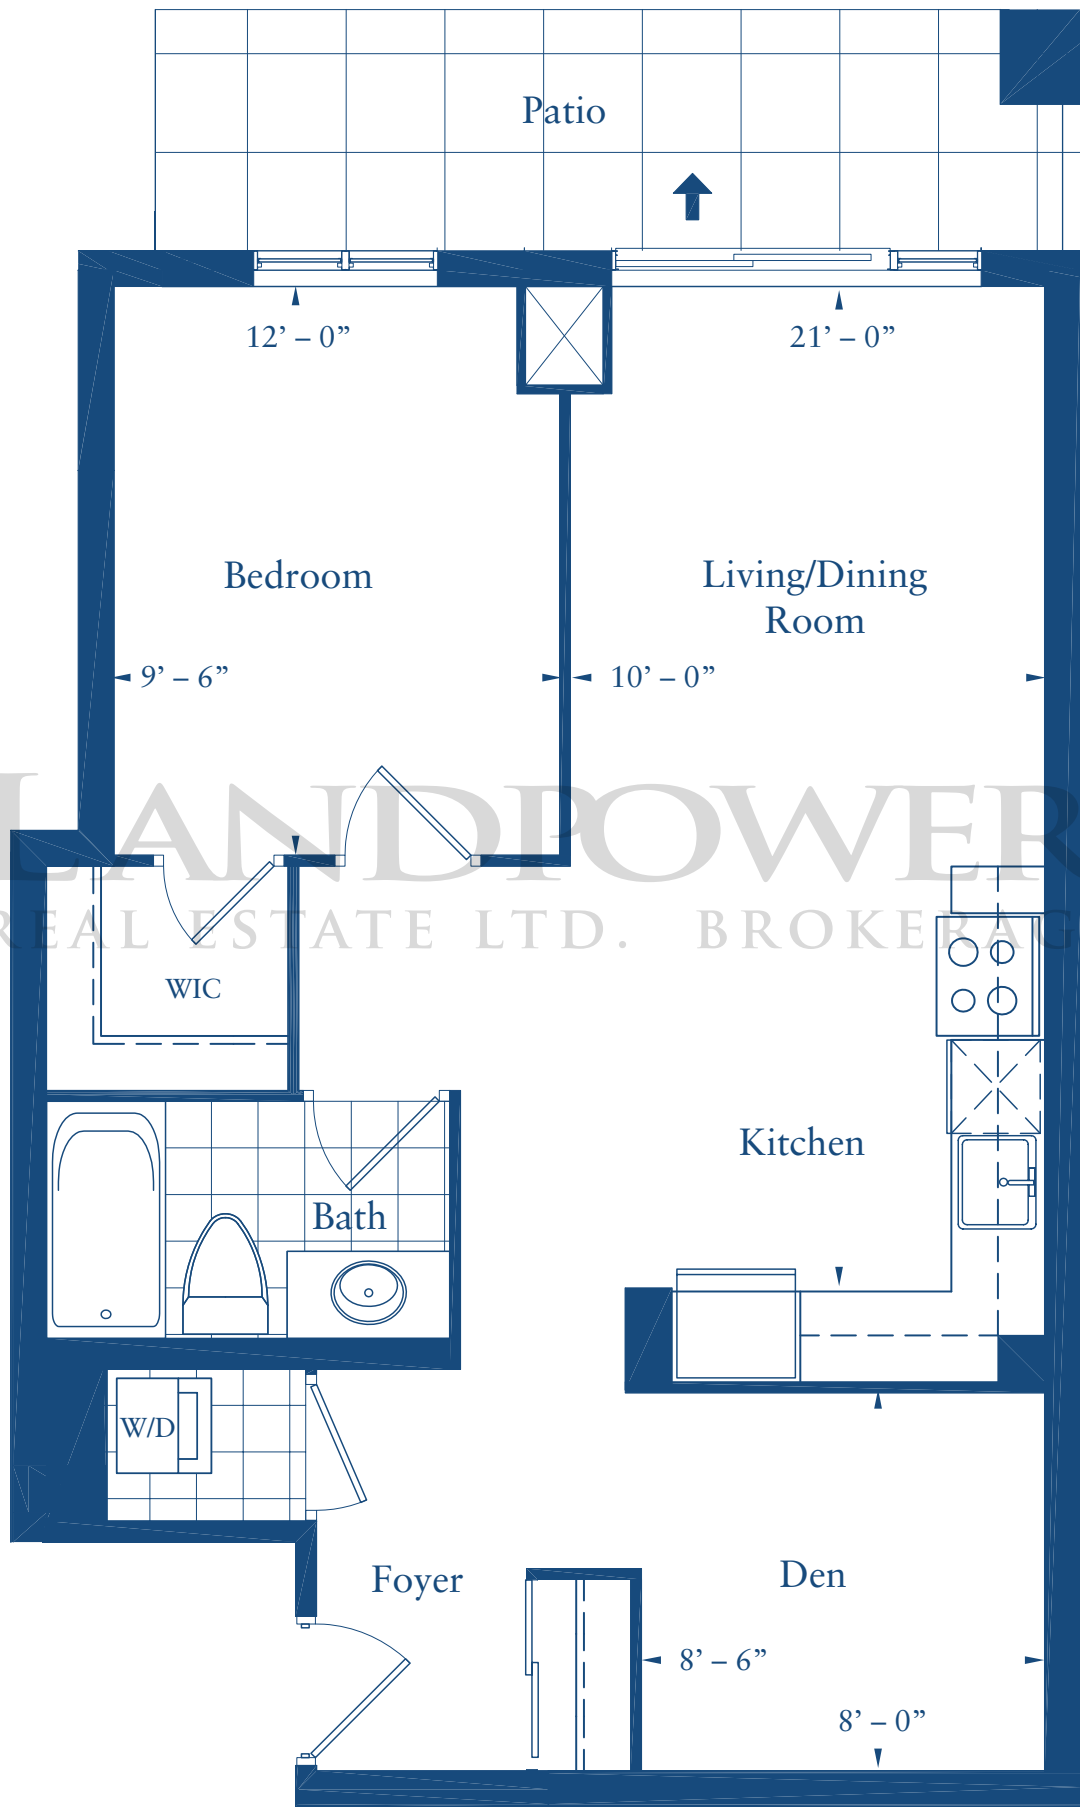 Patio
12’ – 0”
21’ – 0”
Bedroom
Living/Dining
Room
9’ – 6”
10’ – 0”
LANDPOWER
REAL ESTATE LTD. BROKERAG
WIC
Kitchen
Bath
W/D
Foyer
Den
8’ – 6”
8’ – 0”